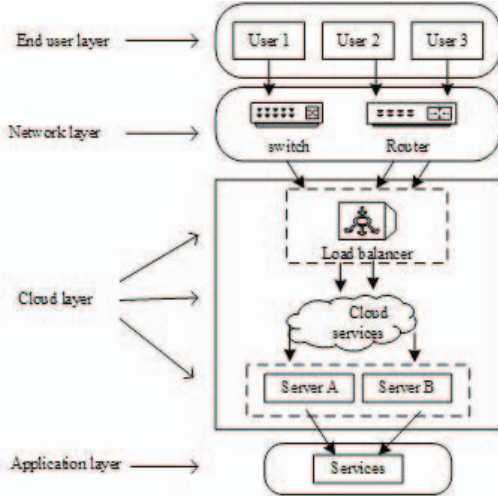 End user layer
User 1
User 2
User 3
Network layer
switch
Router
Load balancer
Cloud layer
Cloud
services
Server A
Server B
Application layer
Services